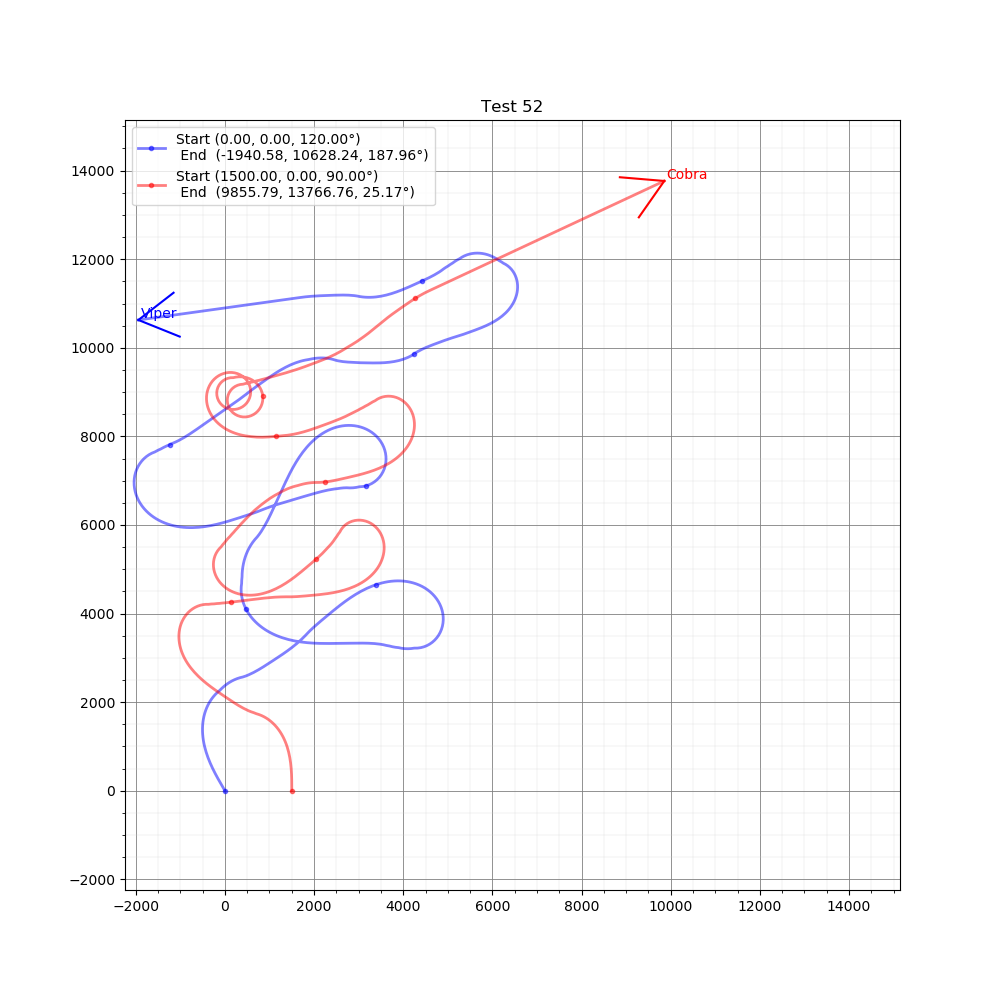 Test 52
Start (0.00, 0.00, 120.00°)
End (-1940.58, 10628.24, 187.96°)
Start (1500.00, 0.00, 90.00°)
End (9855.79, 13766.76, 25.17°)
Cobra
Viper
14000
12000
10000
8000
6000
4000
2000
0
−2000
−2000 0 2000 4000 6000 8000 10000 12000 14000